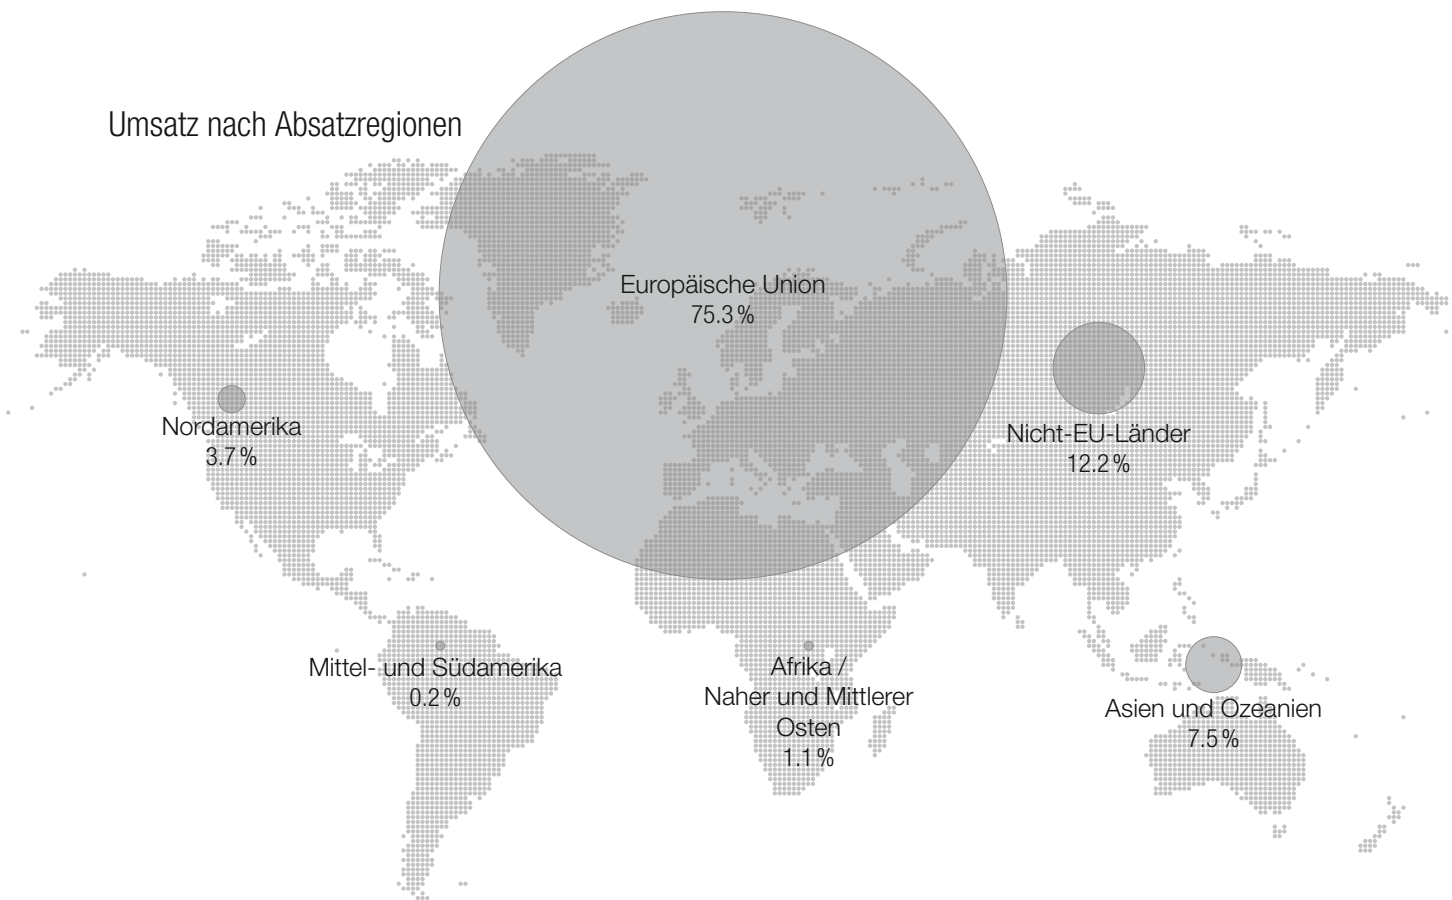 Umsatz nach Absatzregionen
Europäische Union
75.3 %
Nordamerika
3.7 %
Nicht-EU-Länder
12.2 %
Mittel- und Südamerika
0.2 %
Afrika /
Naher und Mittlerer
Osten
1.1 %
Asien und Ozeanien
7.5 %